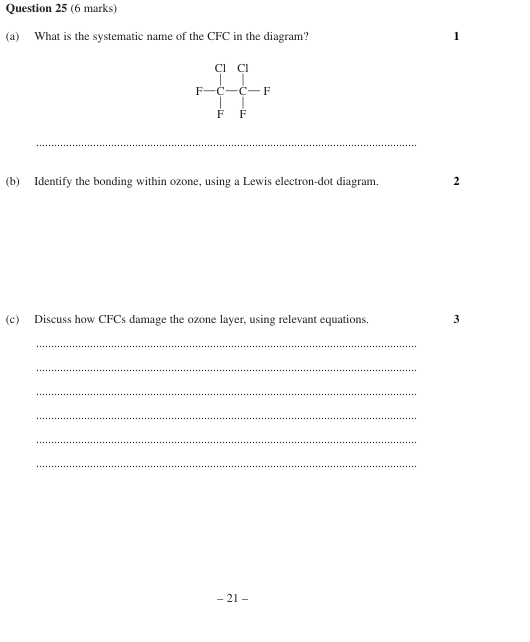 Question 25 (6 marks)
(a) What is the systematic name of the CFC in the diagram? 1
Cl Cl
F—C—C—F
F F
(b) Identify the bonding within ozone, using a Lewis electron-dot diagram. 2
(c) Discuss how CFCs damage the ozone layer, using relevant equations. 3
– 21 –